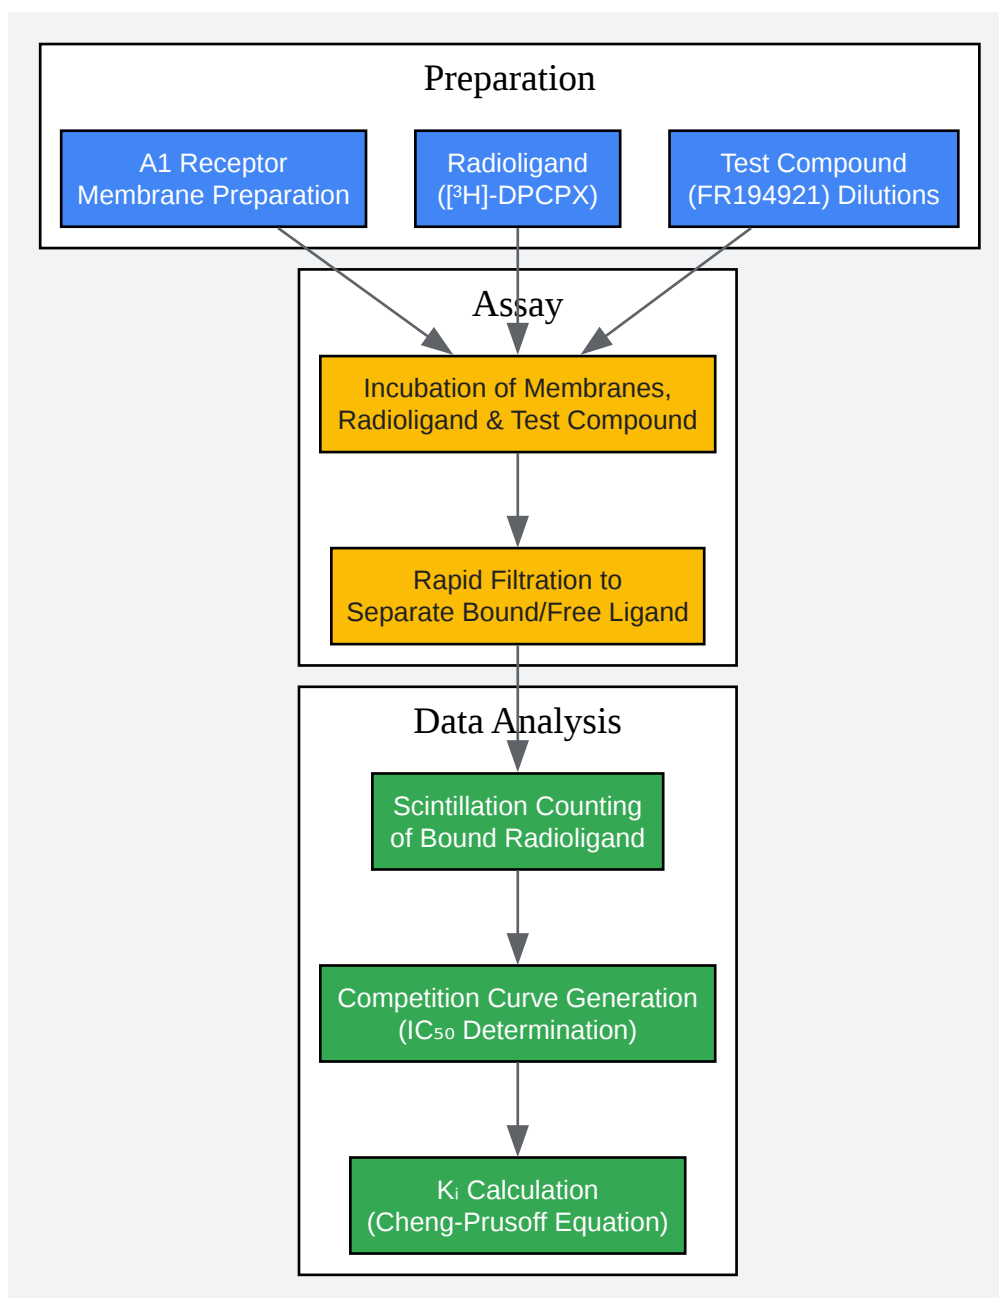 Preparation
A1 Receptor
Membrane Preparation
Radioligand
([³H]-DPCPX)
Test Compound
(FR194921) Dilutions
Assay
Incubation of Membranes,
Radioligand & Test Compound
Rapid Filtration to
Separate Bound/Free Ligand
Data Analysis
Scintillation Counting
of Bound Radioligand
Competition Curve Generation
(IC₅₀ Determination)
Kᵢ Calculation
(Cheng-Prusoff Equation)